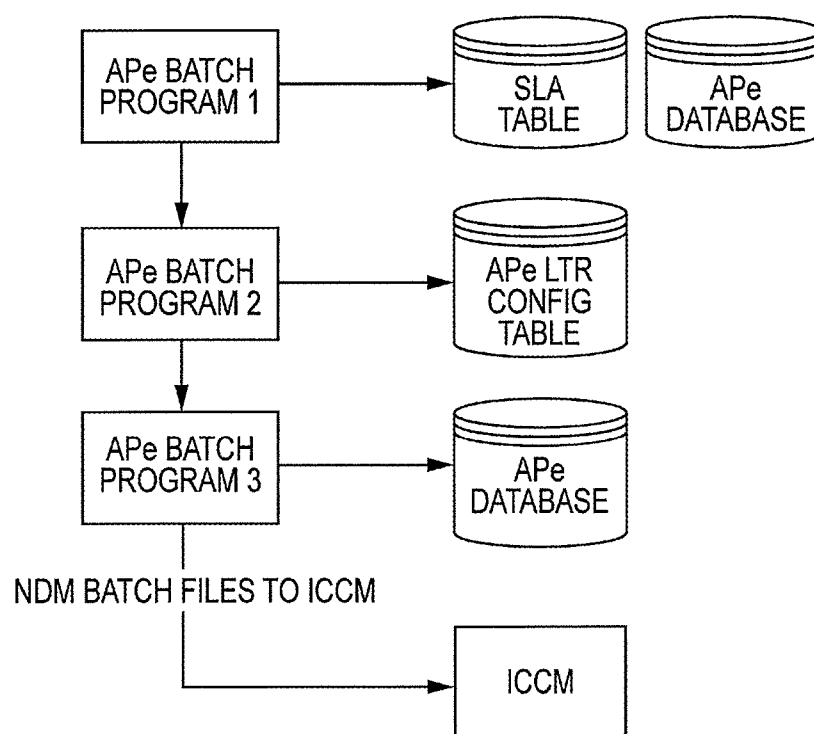 APe BATCH
PROGRAM 1
SLA
TABLE
APe
DATABASE
APe BATCH
PROGRAM 2
APe LTR
CONFIG
TABLE
APe BATCH
PROGRAM 3
APe
DATABASE
NDM BATCH FILES TO ICCM
ICCM